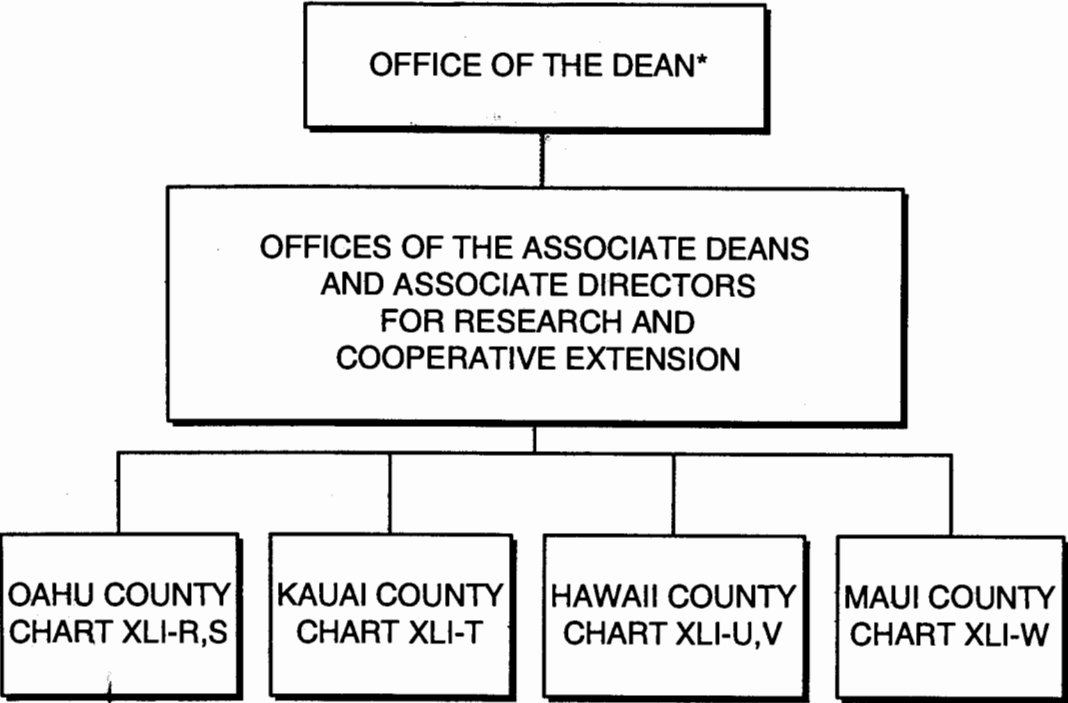 OFFICE OF THE DEAN*
OFFICES OF THE ASSOCIATE DEANS
AND ASSOCIATE DIRECTORS
FOR RESEARCH AND
COOPERATIVE EXTENSION
OAHU COUNTY
CHART XLI-R,S
KAUAI COUNTY
CHART XLI-T
HAWAII COUNTY
CHART XLI-U,V
MAUI COUNTY
CHART XLI-W